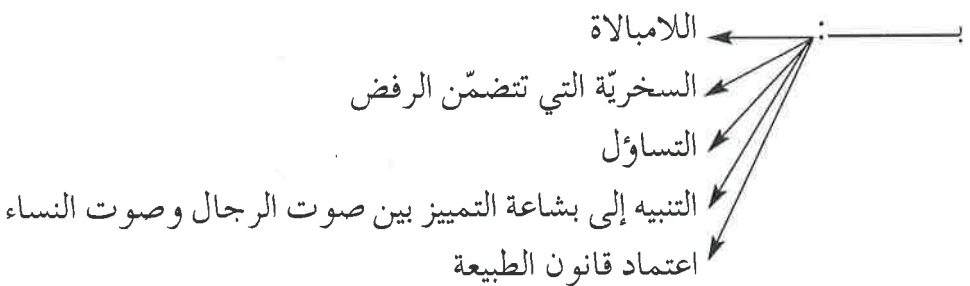 بـ ـــــــــــ : اللامبالاة
السخريّة التي تتضمّن الرفض
التساؤل
التنبيه إلى بشاعة التمييز بين صوت الرجال وصوت النساء
اعتماد قانون الطبيعة